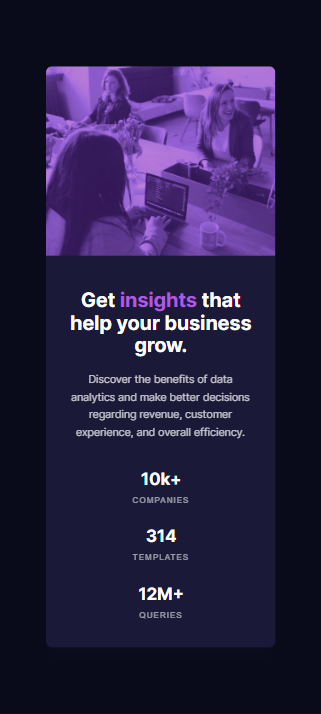 Get insights that
help your business
grow.
Discover the benefits of data
analytics and make better decisions
regarding revenue, customer
experience, and overall efficiency.
10k+
COMPANIES
314
TEMPLATES
12M+
QUERIES